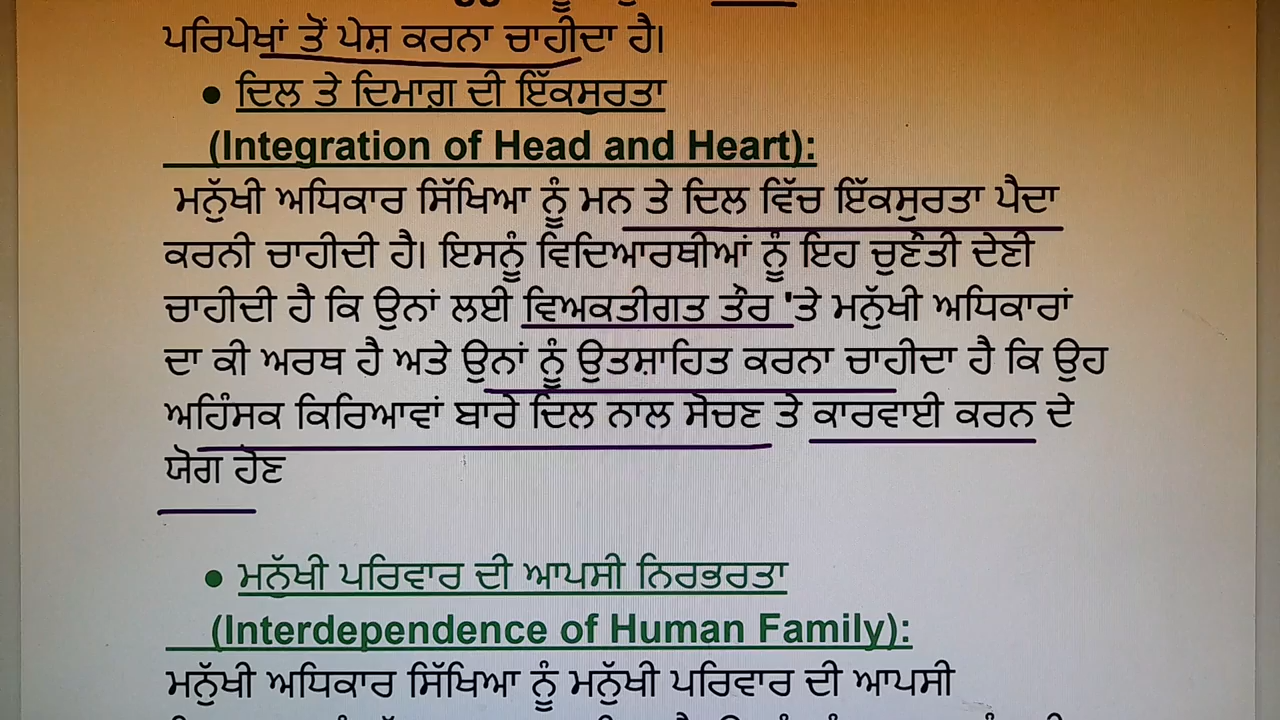 ਪਰਿਪੇਖਾਂ ਤੋਂ ਪੇਸ਼ ਕਰਨਾ ਚਾਹੀਦਾ ਹੈ।
• ਦਿਲ ਤੇ ਦਿਮਾਗ਼ ਦੀ ਇੱਕਸੁਰਤਾ
(Integration of Head and Heart):
ਮਨੁੱਖੀ ਅਧਿਕਾਰ ਸਿੱਖਿਆ ਨੂੰ ਮਨ ਤੇ ਦਿਲ ਵਿੱਚ ਇੱਕਸੁਰਤਾ ਪੈਦਾ
ਕਰਨੀ ਚਾਹੀਦੀ ਹੈ। ਇਸਨੂੰ ਵਿਦਿਆਰਥੀਆਂ ਨੂੰ ਇਹ ਚੁਣੌਤੀ ਦੇਣੀ
ਚਾਹੀਦੀ ਹੈ ਕਿ ਉਨਾਂ ਲਈ ਵਿਅਕਤੀਗਤ ਤੌਰ 'ਤੇ ਮਨੁੱਖੀ ਅਧਿਕਾਰਾਂ
ਦਾ ਕੀ ਅਰਥ ਹੈ ਅਤੇ ਉਨਾਂ ਨੂੰ ਉਤਸ਼ਾਹਿਤ ਕਰਨਾ ਚਾਹੀਦਾ ਹੈ ਕਿ ਉਹ
ਅਹਿੰਸਕ ਕਿਰਿਆਵਾਂ ਬਾਰੇ ਦਿਲ ਨਾਲ ਸੋਚਣ ਤੇ ਕਾਰਵਾਈ ਕਰਨ ਦੇ
ਯੋਗ ਹੋਣ
• ਮਨੁੱਖੀ ਪਰਿਵਾਰ ਦੀ ਆਪਸੀ ਨਿਰਭਰਤਾ
(Interdependence of Human Family):
ਮਨੁੱਖੀ ਅਧਿਕਾਰ ਸਿੱਖਿਆ ਨੂੰ ਮਨੁੱਖੀ ਪਰਿਵਾਰ ਦੀ ਆਪਸੀ